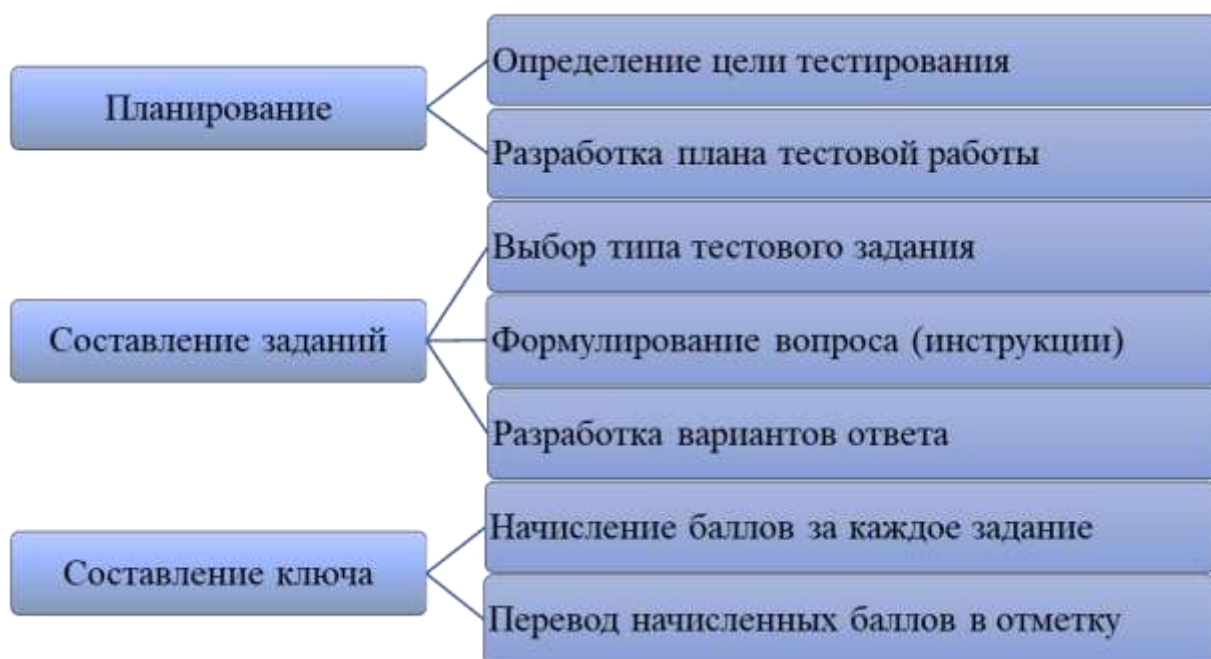 Планирование
Определение цели тестирования
Разработка плана тестовой работы
Составление заданий
Выбор типа тестового задания
Формулирование вопроса (инструкции)
Разработка вариантов ответа
Составление ключа
Начисление баллов за каждое задание
Перевод начисленных баллов в отметку